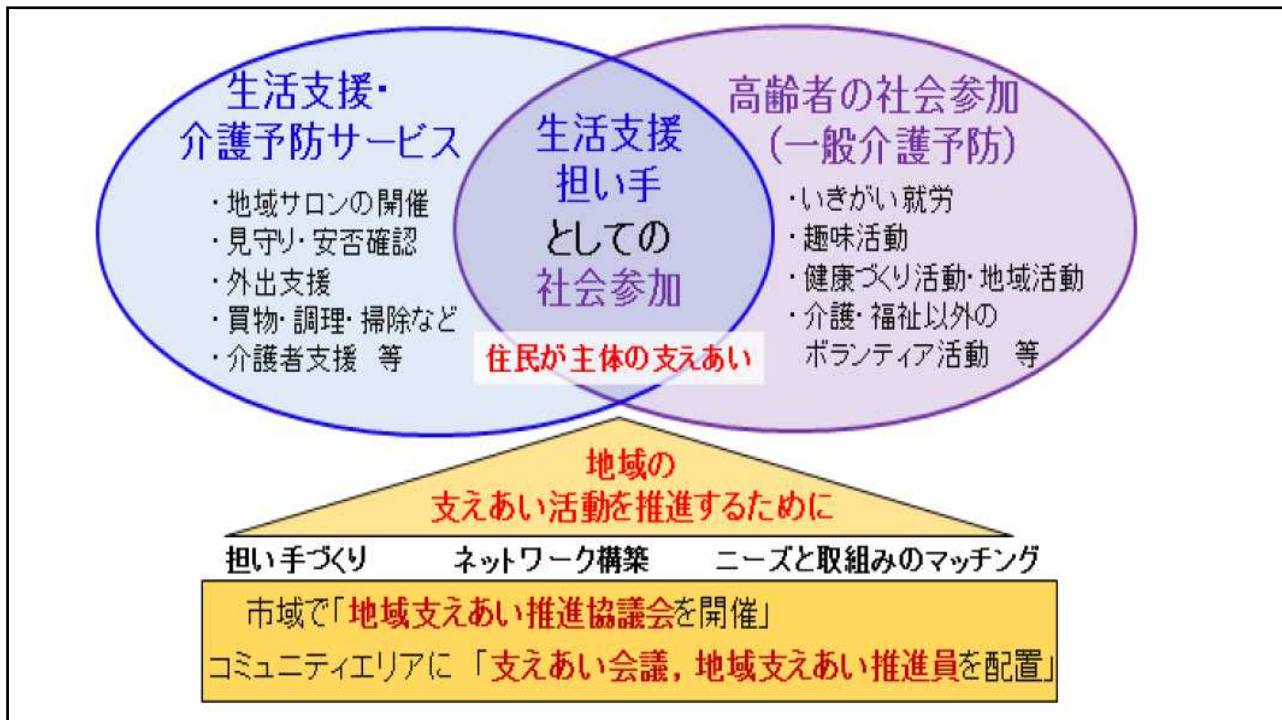 生活支援・
介護予防サービス
・地域サロンの開催
・見守り・安否確認
・外出支援
・買物・調理・掃除など
・介護者支援　等
生活支援
担い手
としての
社会参加
住民が主体の支えあい
高齢者の社会参加
(一般介護予防)
・いきがい就労
・趣味活動
・健康づくり活動・地域活動
・介護・福祉以外の
ボランティア活動　等
地域の
支えあい活動を推進するために
担い手づくり　ネットワーク構築　ニーズと取組みのマッチング
市域で「地域支えあい推進協議会を開催」
コミュニティエリアに「支えあい会議，地域支えあい推進員を配置」